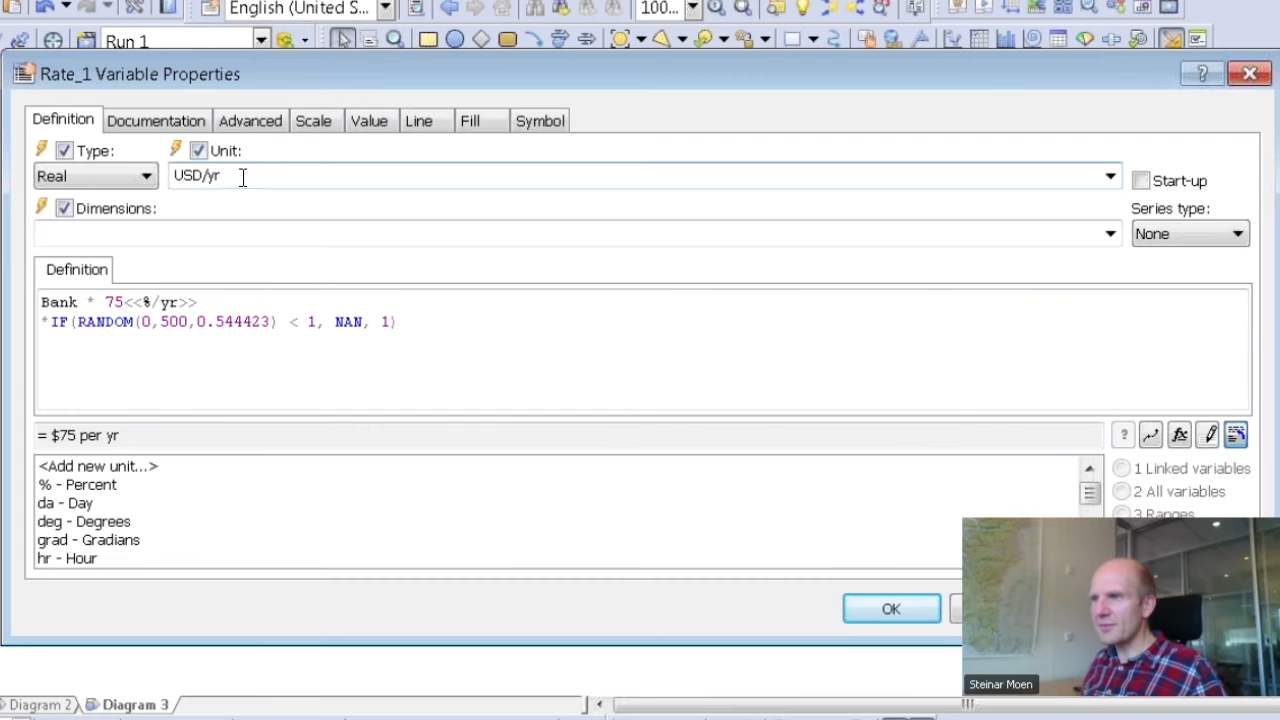 English (United S...
100...
Run 1
Rate_1 Variable Properties
?
Definition
Documentation
Advanced
Scale
Value
Line
Fill
Symbol
Type:
Unit:
Real
USD/yr
Start-up
Dimensions:
Series type:
None
Definition
Bank * 75<<%/yr>>
*IF(RANDOM(0,500,0.544423) < 1, NAN, 1)
= $75 per yr
?
fx
<Add new unit...>
% - Percent
da - Day
deg - Degrees
grad - Gradians
hr - Hour
1 Linked variables
2 All variables
3 Ranges
OK
Steinar Moen
Diagram 2
Diagram 3